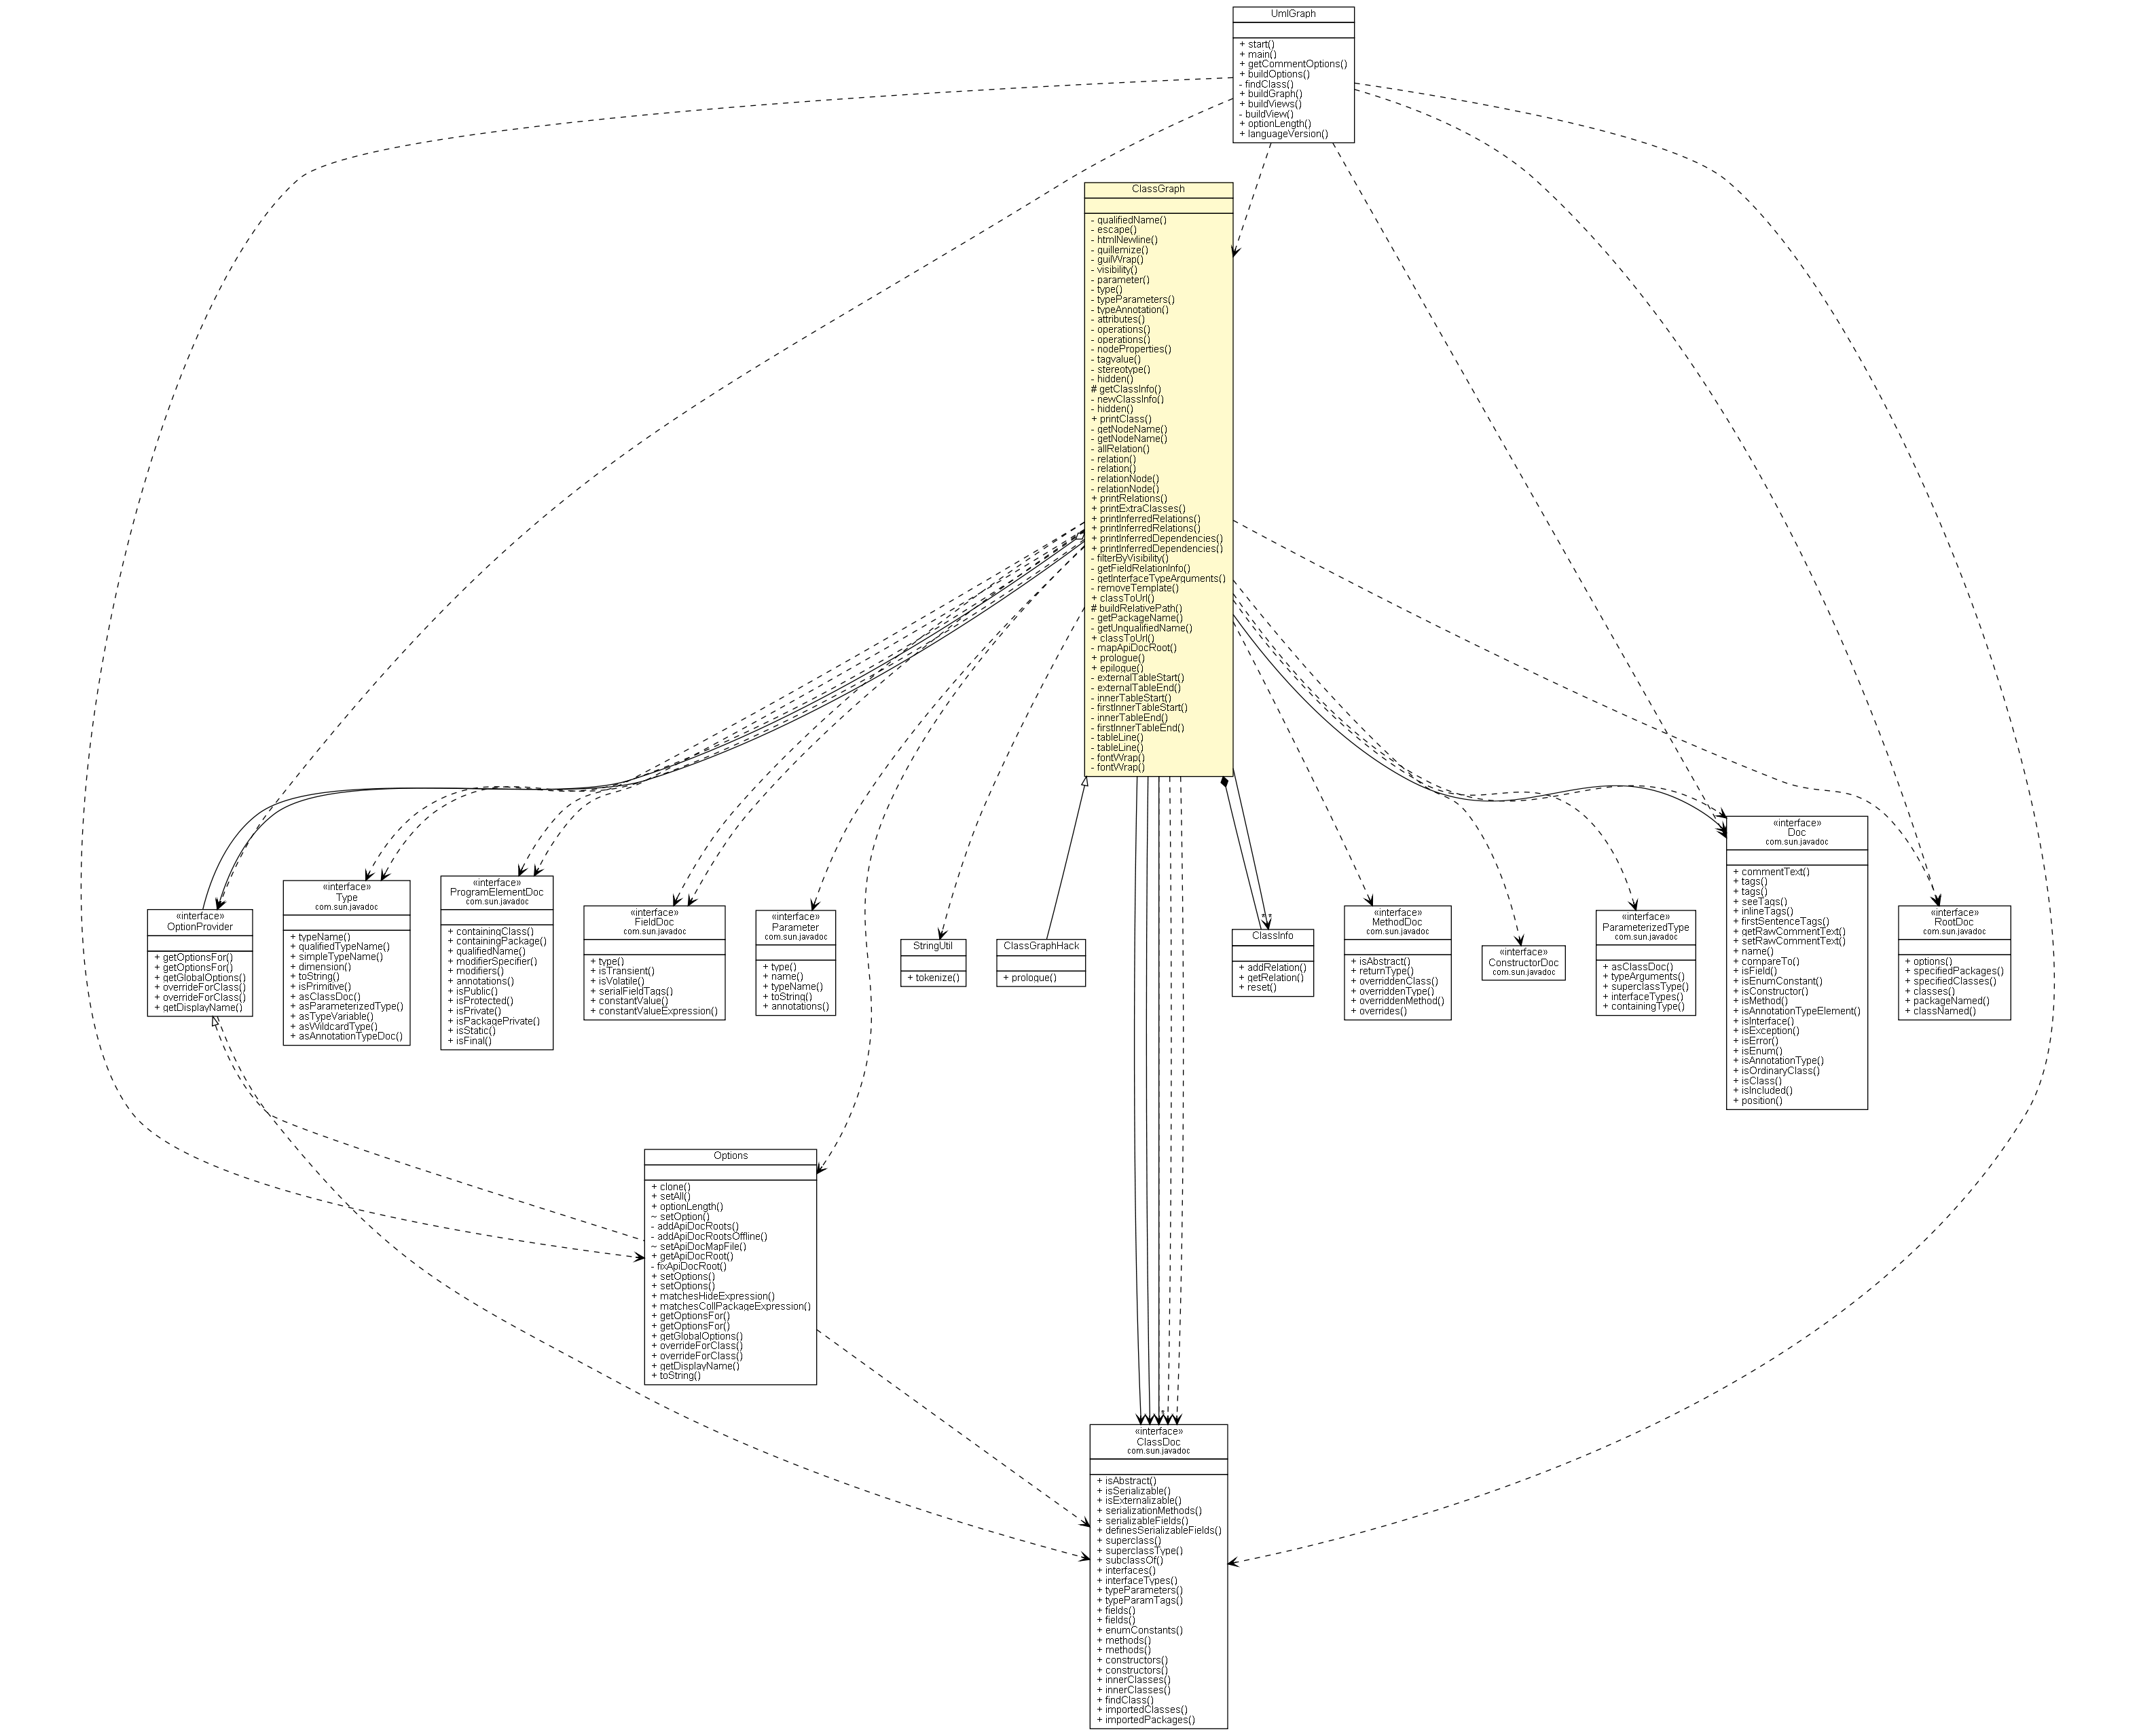 UmlGraph
+ start()
+ main()
+ getCommentOptions()
+ buildOptions()
- findClass()
+ buildGraph()
+ buildViews()
- buildView()
+ optionLength()
+ languageVersion()
ClassGraph
- qualifiedName()
- escape()
- htmlNewline()
- guillemize()
- guilWrap()
- visibility()
- parameter()
- type()
- typeParameters()
- typeAnnotation()
- attributes()
- operations()
- operations()
- nodeProperties()
- tagvalue()
- stereotype()
- hidden()
# getClassInfo()
- newClassInfo()
- hidden()
+ printClass()
- getNodeName()
- getNodeName()
- allRelation()
- relation()
- relation()
- relationNode()
- relationNode()
+ printRelations()
+ printExtraClasses()
+ printInferredRelations()
+ printInferredRelations()
+ printInferredDependencies()
+ printInferredDependencies()
- filterByVisibility()
- getFieldRelationInfo()
- getInterfaceTypeArguments()
- removeTemplate()
+ classToUrl()
# buildRelativePath()
- getPackageName()
- getUnqualifiedName()
+ classToUrl()
- mapApiDocRoot()
+ prologue()
+ epilogue()
- externalTableStart()
- externalTableEnd()
- innerTableStart()
- firstInnerTableStart()
- innerTableEnd()
- firstInnerTableEnd()
- tableLine()
- tableLine()
- fontWrap()
- fontWrap()
«interface»
OptionProvider
+ getOptionsFor()
+ getOptionsFor()
+ getGlobalOptions()
+ overrideForClass()
+ overrideForClass()
+ getDisplayName()
«interface»
Type
com.sun.javadoc
+ typeName()
+ qualifiedTypeName()
+ simpleTypeName()
+ dimension()
+ toString()
+ isPrimitive()
+ asClassDoc()
+ asParameterizedType()
+ asTypeVariable()
+ asWildcardType()
+ asAnnotationTypeDoc()
«interface»
ProgramElementDoc
com.sun.javadoc
+ containingClass()
+ containingPackage()
+ qualifiedName()
+ modifierSpecifier()
+ modifiers()
+ annotations()
+ isPublic()
+ isProtected()
+ isPrivate()
+ isPackagePrivate()
+ isStatic()
+ isFinal()
«interface»
FieldDoc
com.sun.javadoc
+ type()
+ isTransient()
+ isVolatile()
+ serialFieldTags()
+ constantValue()
+ constantValueExpression()
«interface»
Parameter
com.sun.javadoc
+ type()
+ name()
+ typeName()
+ toString()
+ annotations()
StringUtil
+ tokenize()
ClassGraphHack
+ prologue()
ClassInfo
+ addRelation()
+ getRelation()
+ reset()
«interface»
MethodDoc
com.sun.javadoc
+ isAbstract()
+ returnType()
+ overriddenClass()
+ overriddenType()
+ overriddenMethod()
+ overrides()
«interface»
ConstructorDoc
com.sun.javadoc
«interface»
ParameterizedType
com.sun.javadoc
+ asClassDoc()
+ typeArguments()
+ superclassType()
+ interfaceTypes()
+ containingType()
«interface»
Doc
com.sun.javadoc
+ commentText()
+ tags()
+ tags()
+ seeTags()
+ inlineTags()
+ firstSentenceTags()
+ getRawCommentText()
+ setRawCommentText()
+ name()
+ compareTo()
+ isField()
+ isEnumConstant()
+ isConstructor()
+ isMethod()
+ isAnnotationTypeElement()
+ isInterface()
+ isException()
+ isError()
+ isEnum()
+ isAnnotationType()
+ isOrdinaryClass()
+ isClass()
+ isIncluded()
+ position()
«interface»
RootDoc
com.sun.javadoc
+ options()
+ specifiedPackages()
+ specifiedClasses()
+ classes()
+ packageNamed()
+ classNamed()
Options
+ clone()
+ setAll()
+ optionLength()
~ setOption()
- addApiDocRoots()
- addApiDocRootsOffline()
~ setApiDocMapFile()
+ getApiDocRoot()
- fixApiDocRoot()
+ setOptions()
+ setOptions()
+ matchesHideExpression()
+ matchesCollPackageExpression()
+ getOptionsFor()
+ getOptionsFor()
+ getGlobalOptions()
+ overrideForClass()
+ overrideForClass()
+ getDisplayName()
+ toString()
«interface»
ClassDoc
com.sun.javadoc
+ isAbstract()
+ isSerializable()
+ isExternalizable()
+ serializationMethods()
+ serializableFields()
+ definesSerializableFields()
+ superclass()
+ superclassType()
+ subclassOf()
+ interfaces()
+ interfaceTypes()
+ typeParameters()
+ typeParamTags()
+ fields()
+ fields()
+ enumConstants()
+ methods()
+ methods()
+ constructors()
+ constructors()
+ innerClasses()
+ innerClasses()
+ findClass()
+ importedClasses()
+ importedPackages()